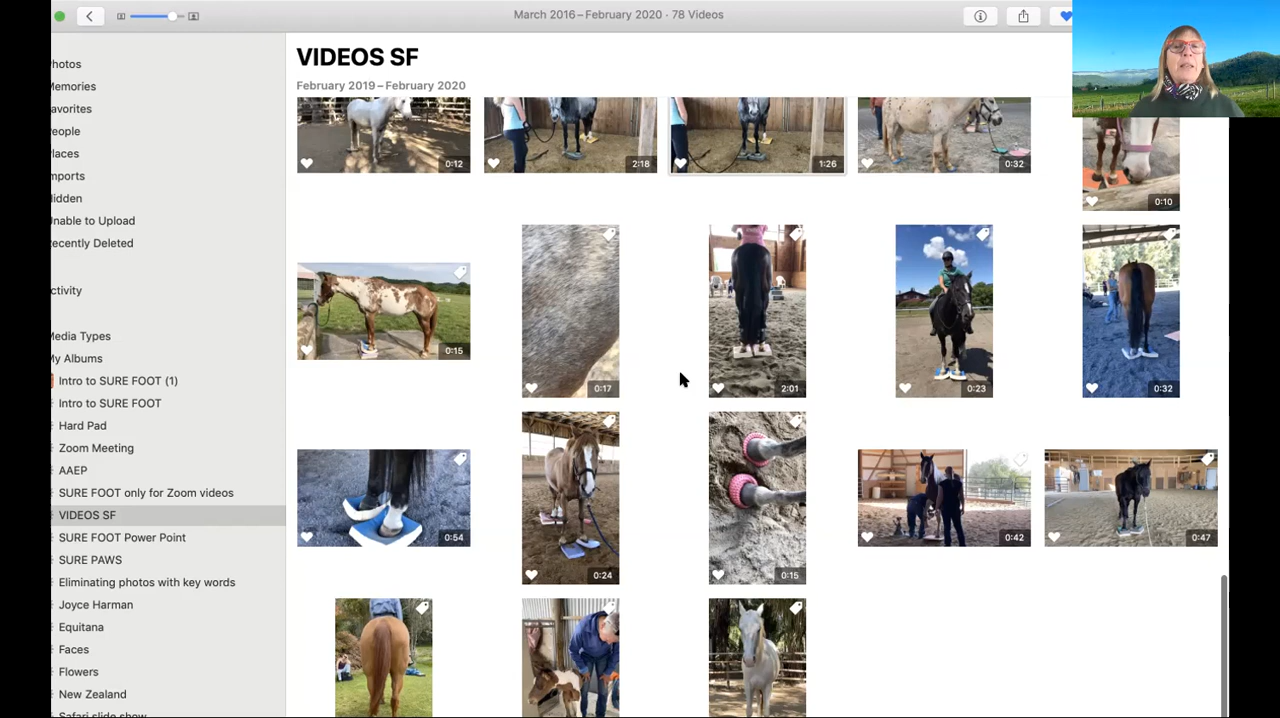 March 2016 – February 2020 · 78 Videos
VIDEOS SF
February 2019 – February 2020
hotos
Memories
avorites
eople
laces
mports
idden
nable to Upload
ecently Deleted
ctivity
Media Types
My Albums
Intro to SURE FOOT (1)
Intro to SURE FOOT
Hard Pad
Zoom Meeting
AAEP
SURE FOOT only for Zoom videos
VIDEOS SF
SURE FOOT Power Point
SURE PAWS
Eliminating photos with key words
Joyce Harman
Equitana
Faces
Flowers
New Zealand
Safari slide show
0:12
2:18
1:26
0:32
0:10
0:15
0:17
2:01
0:23
0:32
0:54
0:24
0:15
0:42
0:47